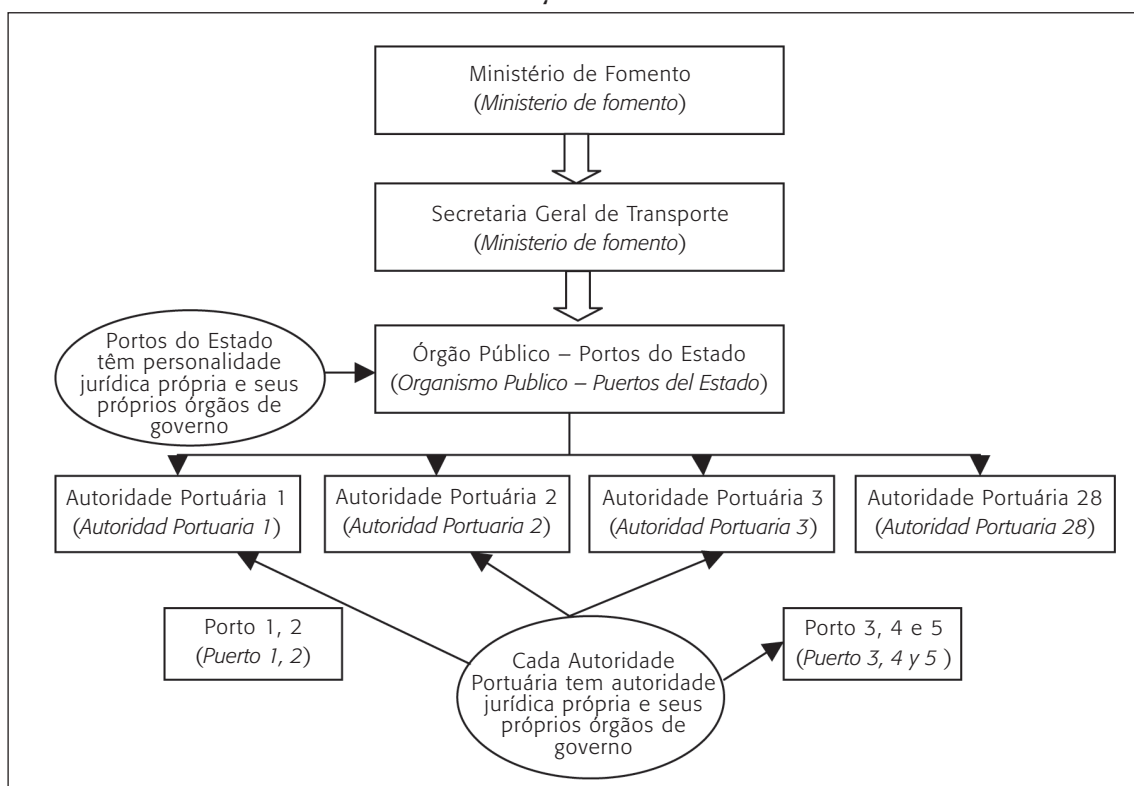 Ministério de Fomento
(Ministerio de fomento)
Secretaria Geral de Transporte
(Ministerio de fomento)
Portos do Estado
têm personalidade
jurídica própria e seus
próprios órgãos de
governo
Órgão Público – Portos do Estado
(Organismo Publico – Puertos del Estado)
Autoridade Portuária 1
(Autoridad Portuaria 1)
Autoridade Portuária 2
(Autoridad Portuaria 2)
Autoridade Portuária 3
(Autoridad Portuaria 3)
Autoridade Portuária 28
(Autoridad Portuaria 28)
Porto 1, 2
(Puerto 1, 2)
Cada Autoridade
Portuária tem autoridade
jurídica própria e seus
próprios órgãos de
governo
Porto 3, 4 e 5
(Puerto 3, 4 y 5 )